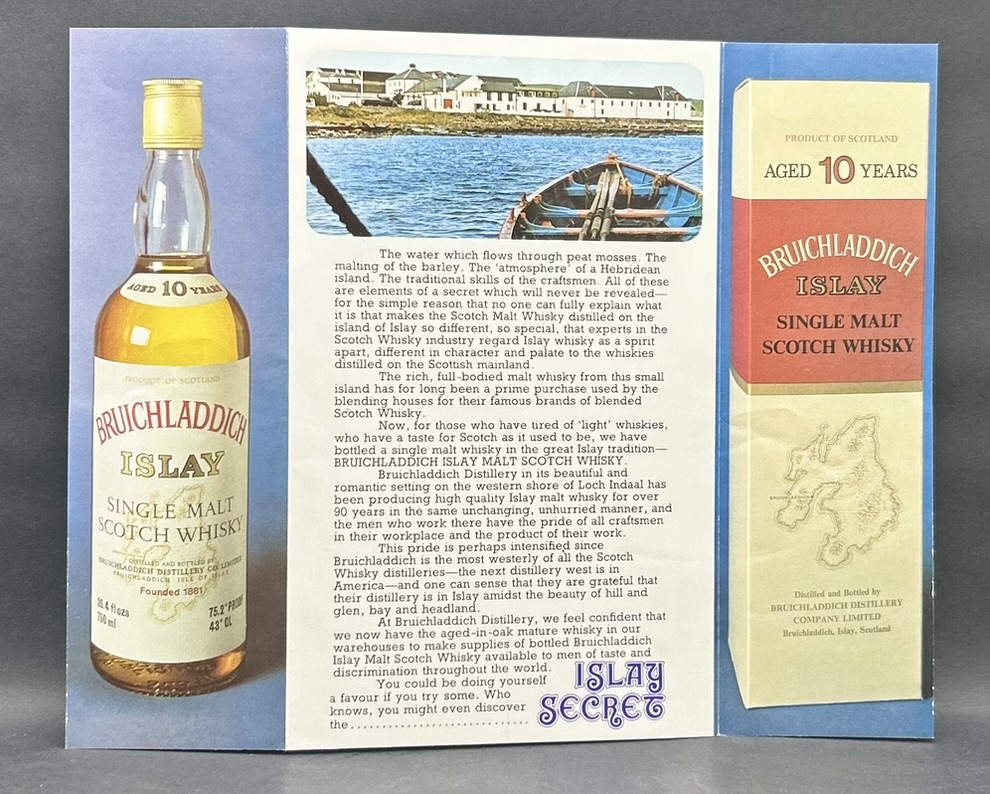 AGED 10 YEARS
PRODUCT OF SCOTLAND
BRUICHLADDICH
ISLAY
SINGLE MALT
SCOTCH WHISKY
DISTILLED AND BOTTLED BY
BRUICHLADDICH DISTILLERY CO LIMITED
BRUICHLADDICH ISLE OF ISLAY
Founded 1881
26.4 fl ozs
750 ml
75.2° PROOF
43° GL
The water which flows through peat mosses. The
malting of the barley. The ‘atmosphere’ of a Hebridean
island. The traditional skills of the craftsmen. All of these
are elements of a secret which will never be revealed—
for the simple reason that no one can fully explain what
it is that makes the Scotch Malt Whisky distilled on the
island of Islay so different, so special, that experts in the
Scotch Whisky industry regard Islay whisky as a spirit
apart, different in character and palate to the whiskies
distilled on the Scottish mainland.
The rich, full-bodied malt whisky from this small
island has for long been a prime purchase used by the
blending houses for their famous brands of blended
Scotch Whisky.
Now, for those who have tired of ‘light’ whiskies,
who have a taste for Scotch as it used to be, we have
bottled a single malt whisky in the great Islay tradition—
BRUICHLADDICH ISLAY MALT SCOTCH WHISKY.
Bruichladdich Distillery in its beautiful and
romantic setting on the western shore of Loch Indaal has
been producing high quality Islay malt whisky for over
90 years in the same unchanging, unhurried manner, and
the men who work there have the pride of all craftsmen
in their workplace and the product of their work.
This pride is perhaps intensified since
Bruichladdich is the most westerly of all the Scotch
Whisky distilleries—the next distillery west is in
America—and one can sense that they are grateful that
their distillery is in Islay amidst the beauty of hill and
glen, bay and headland.
At Bruichladdich Distillery, we feel confident that
we now have the aged-in-oak mature whisky in our
warehouses to make supplies of bottled Bruichladdich
Islay Malt Scotch Whisky available to men of taste and
discrimination throughout the world.
You could be doing yourself
a favour if you try some. Who
knows, you might even discover
the..............................
ISLAY
SECRET
PRODUCT OF SCOTLAND
AGED 10 YEARS
BRUICHLADDICH
ISLAY
SINGLE MALT
SCOTCH WHISKY
BRUICHLADDICH
Distilled and Bottled by
BRUICHLADDICH DISTILLERY
COMPANY LIMITED
Bruichladdich, Islay, Scotland